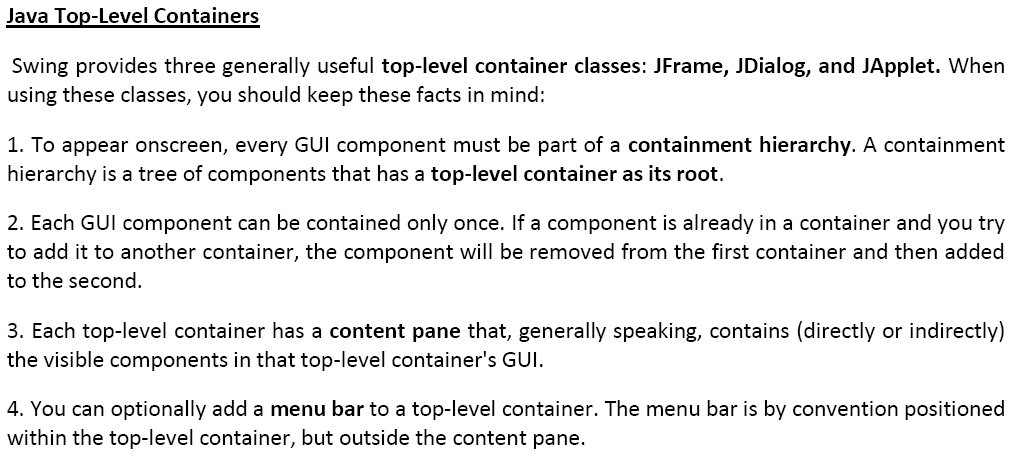 Java Top-Level Containers
Swing provides three generally useful top-level container classes: JFrame, JDialog, and JApplet. When
using these classes, you should keep these facts in mind:
1. To appear onscreen, every GUI component must be part of a containment hierarchy. A containment
hierarchy is a tree of components that has a top-level container as its root.
2. Each GUI component can be contained only once. If a component is already in a container and you try
to add it to another container, the component will be removed from the first container and then added
to the second.
3. Each top-level container has a content pane that, generally speaking, contains (directly or indirectly)
the visible components in that top-level container's GUI.
4. You can optionally add a menu bar to a top-level container. The menu bar is by convention positioned
within the top-level container, but outside the content pane.